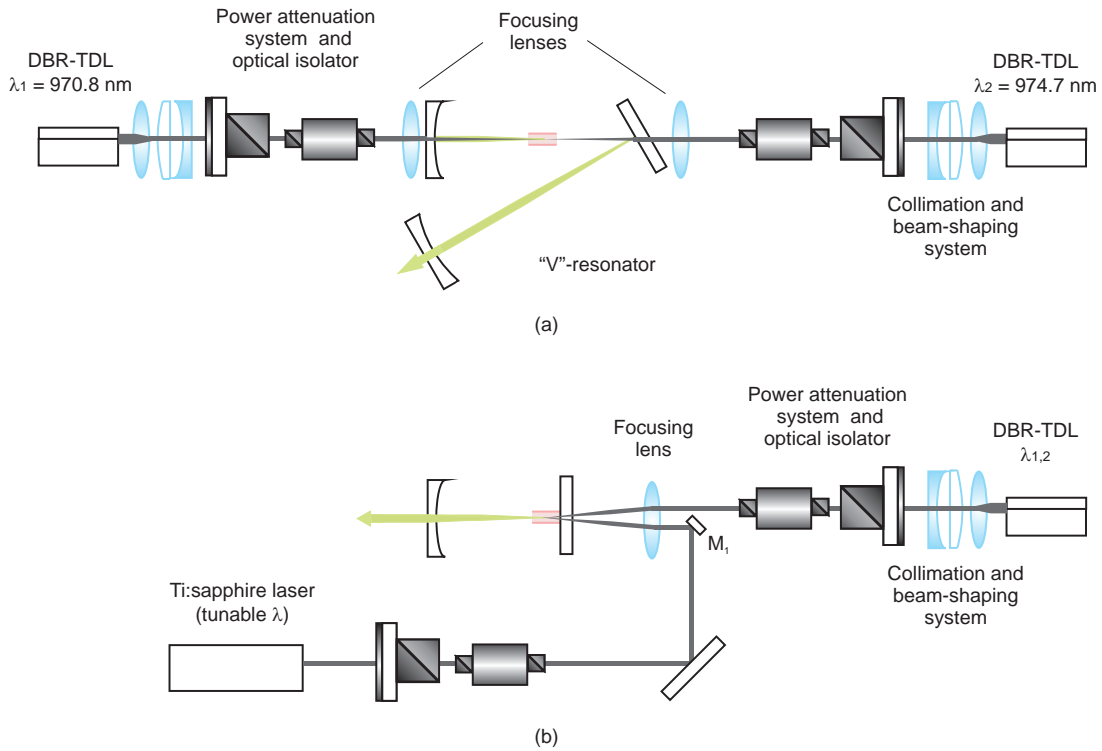 Power attenuation
system and
optical isolator
Focusing
lenses
DBR-TDL
λ1 = 970.8 nm
DBR-TDL
λ2 = 974.7 nm
Collimation and
beam-shaping
system
“V”-resonator
(a)
Power attenuation
system and
optical isolator
Focusing
lens
DBR-TDL
λ1,2
M1
Collimation and
beam-shaping
system
Ti:sapphire laser
(tunable λ)
(b)